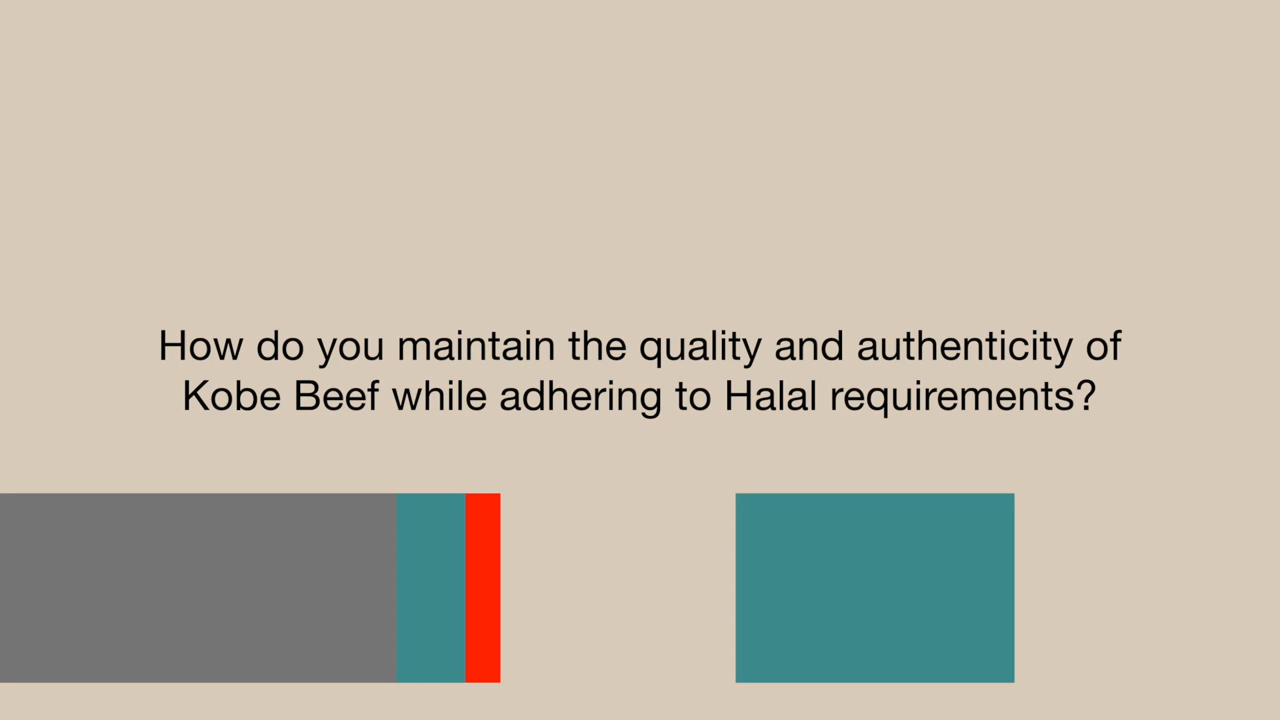 How do you maintain the quality and authenticity of
Kobe Beef while adhering to Halal requirements?